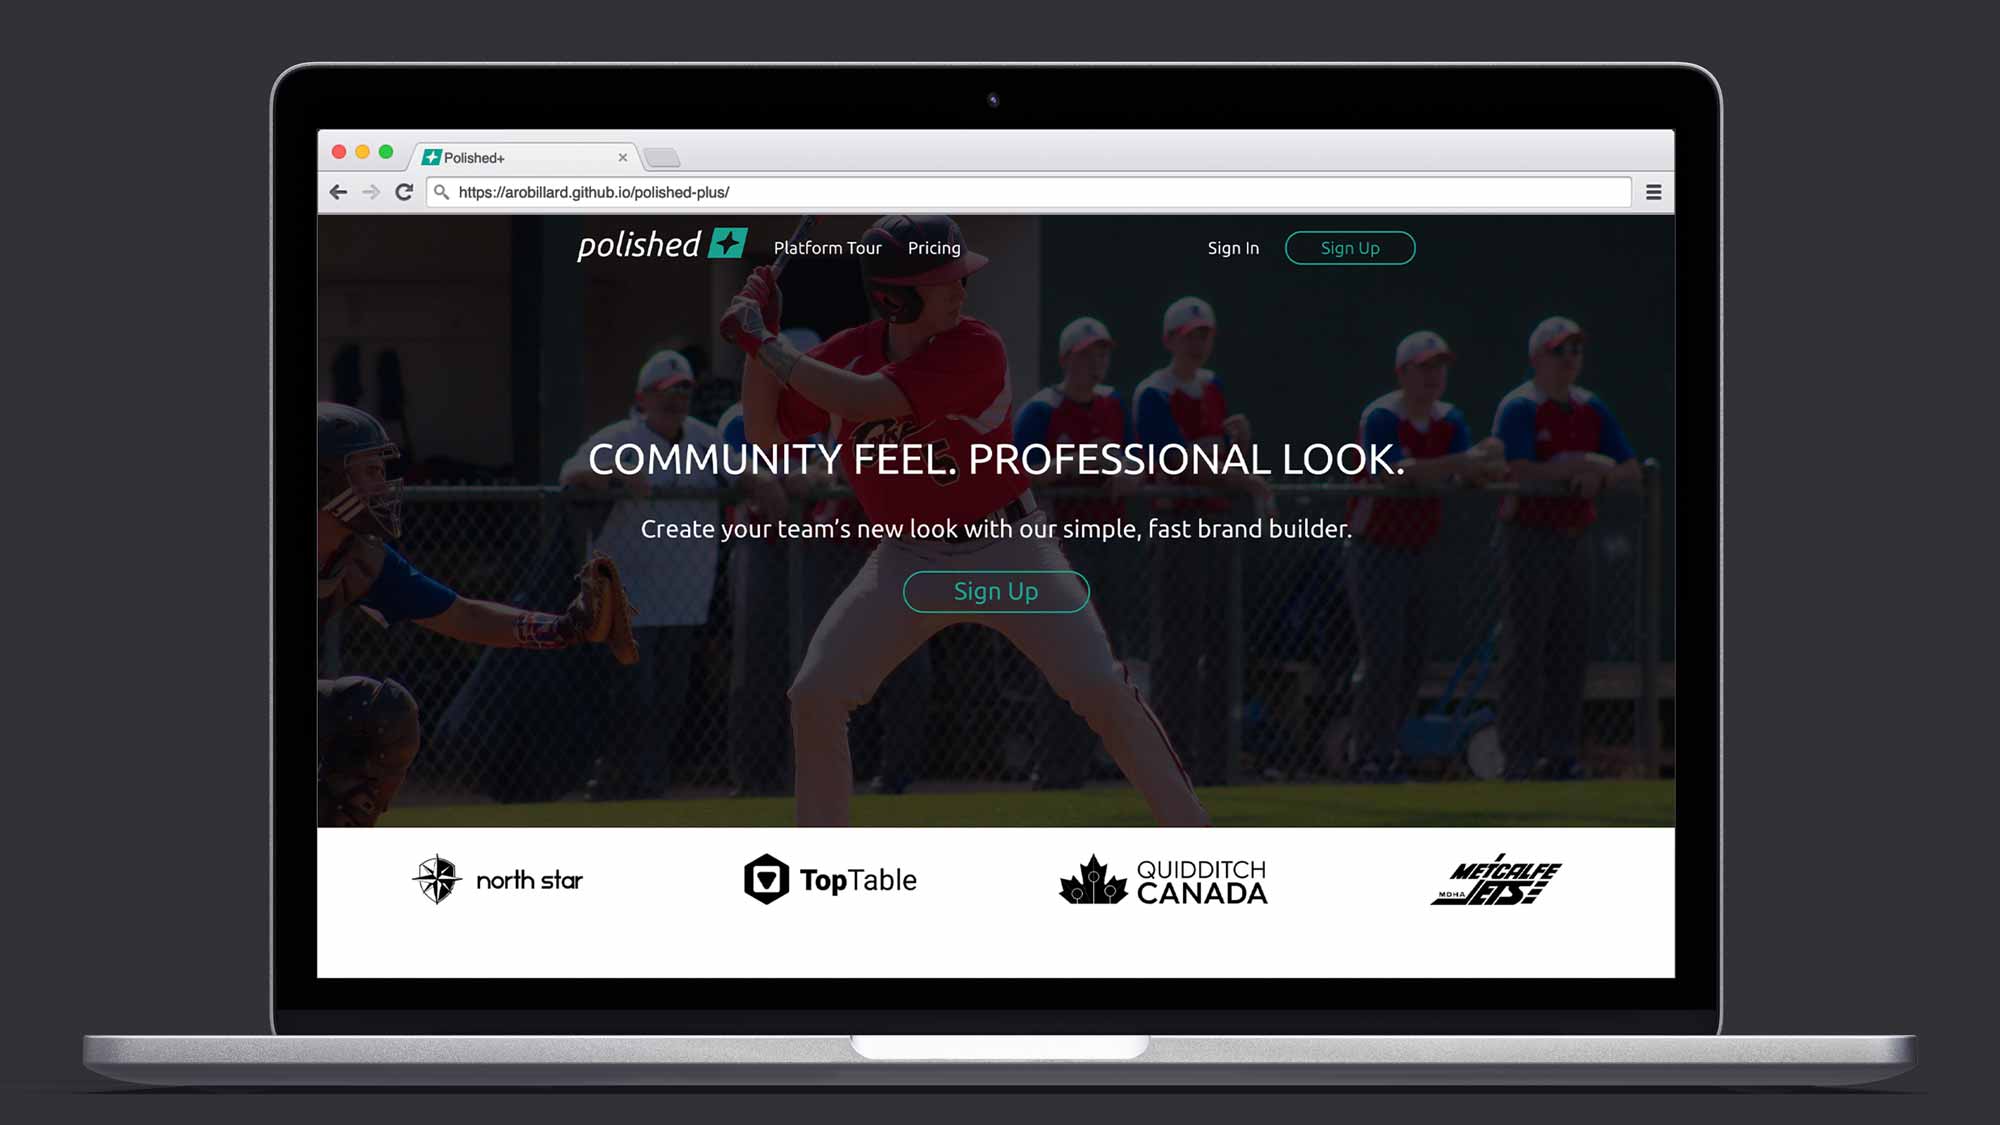 Polished+
https://arobillard.github.io/polished-plus/
polished
Platform Tour
Pricing
Sign In
Sign Up
COMMUNITY FEEL. PROFESSIONAL LOOK.
Create your team’s new look with our simple, fast brand builder.
Sign Up
north star
TopTable
QUIDDITCH
CANADA
METCALFE
MDHA JETS